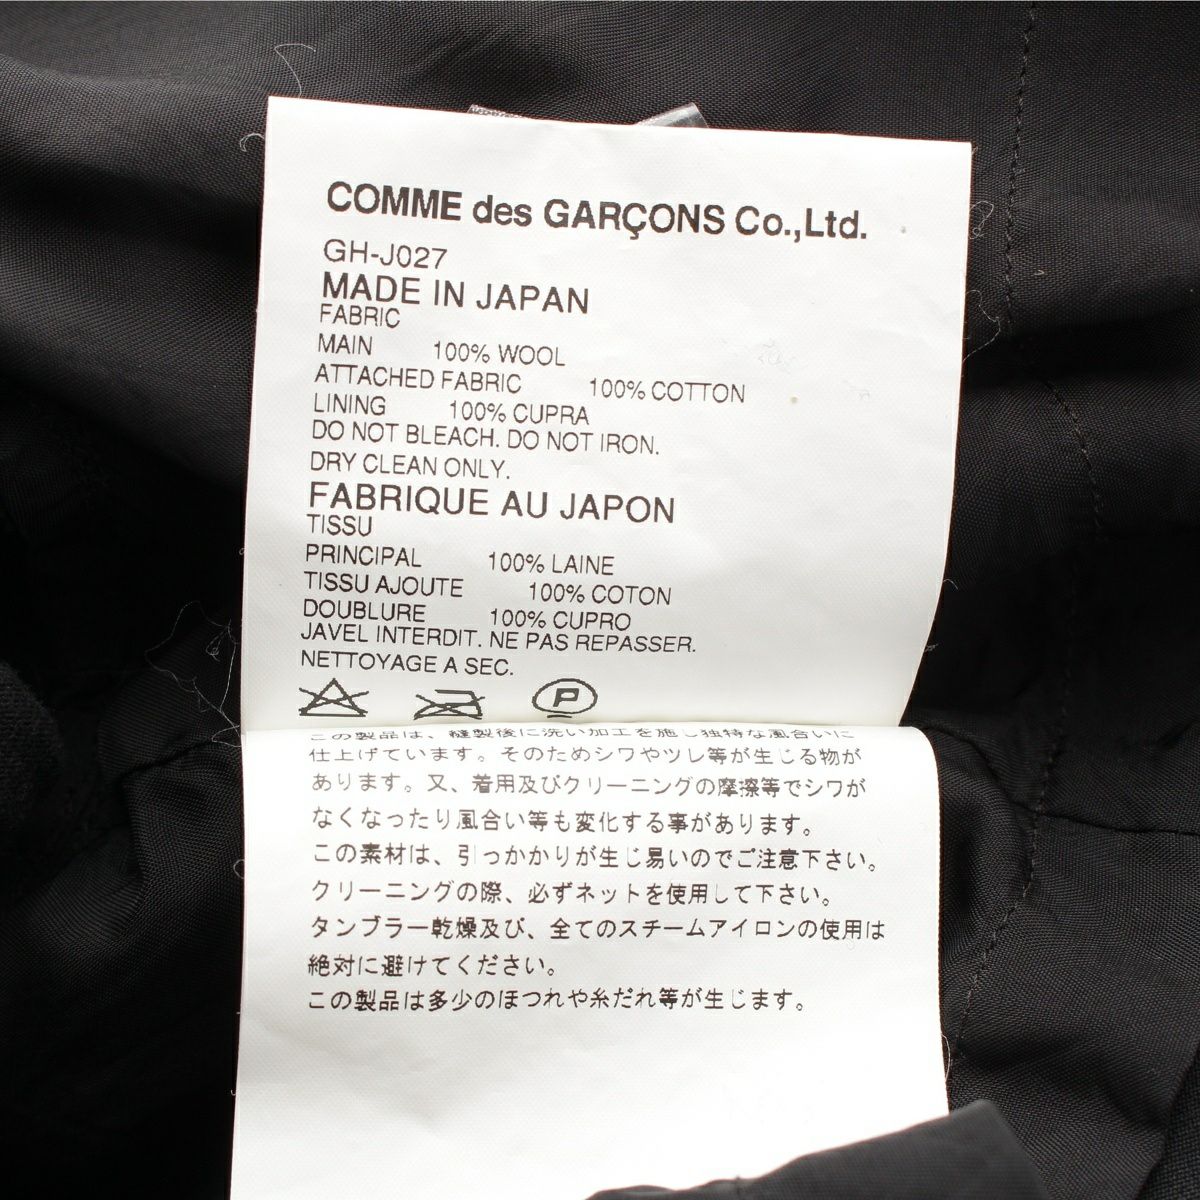 COMME des GARÇONS Co.,Ltd.
GH-J027
MADE IN JAPAN
FABRIC
MAIN 100% WOOL
ATTACHED FABRIC 100% COTTON
LINING 100% CUPRA
DO NOT BLEACH. DO NOT IRON.
DRY CLEAN ONLY.
FABRIQUE AU JAPON
TISSU
PRINCIPAL 100% LAINE
TISSU AJOUTE 100% COTON
DOUBLURE 100% CUPRO
JAVEL INTERDIT. NE PAS REPASSER.
NETTOYAGE A SEC.
P
この製品は、縫製後に洗い加工を施し独特な風合いに
仕上げています。そのためシワやツレ等が生じる物が
あります。又、着用及びクリーニングの摩擦等でシワが
なくなったり風合い等も変化する事があります。
この素材は、引っかかりが生じ易いのでご注意下さい。
クリーニングの際、必ずネットを使用して下さい。
タンブラー乾燥及び、全てのスチームアイロンの使用は
絶対に避けてください。
この製品は多少のほつれや糸だれ等が生じます。